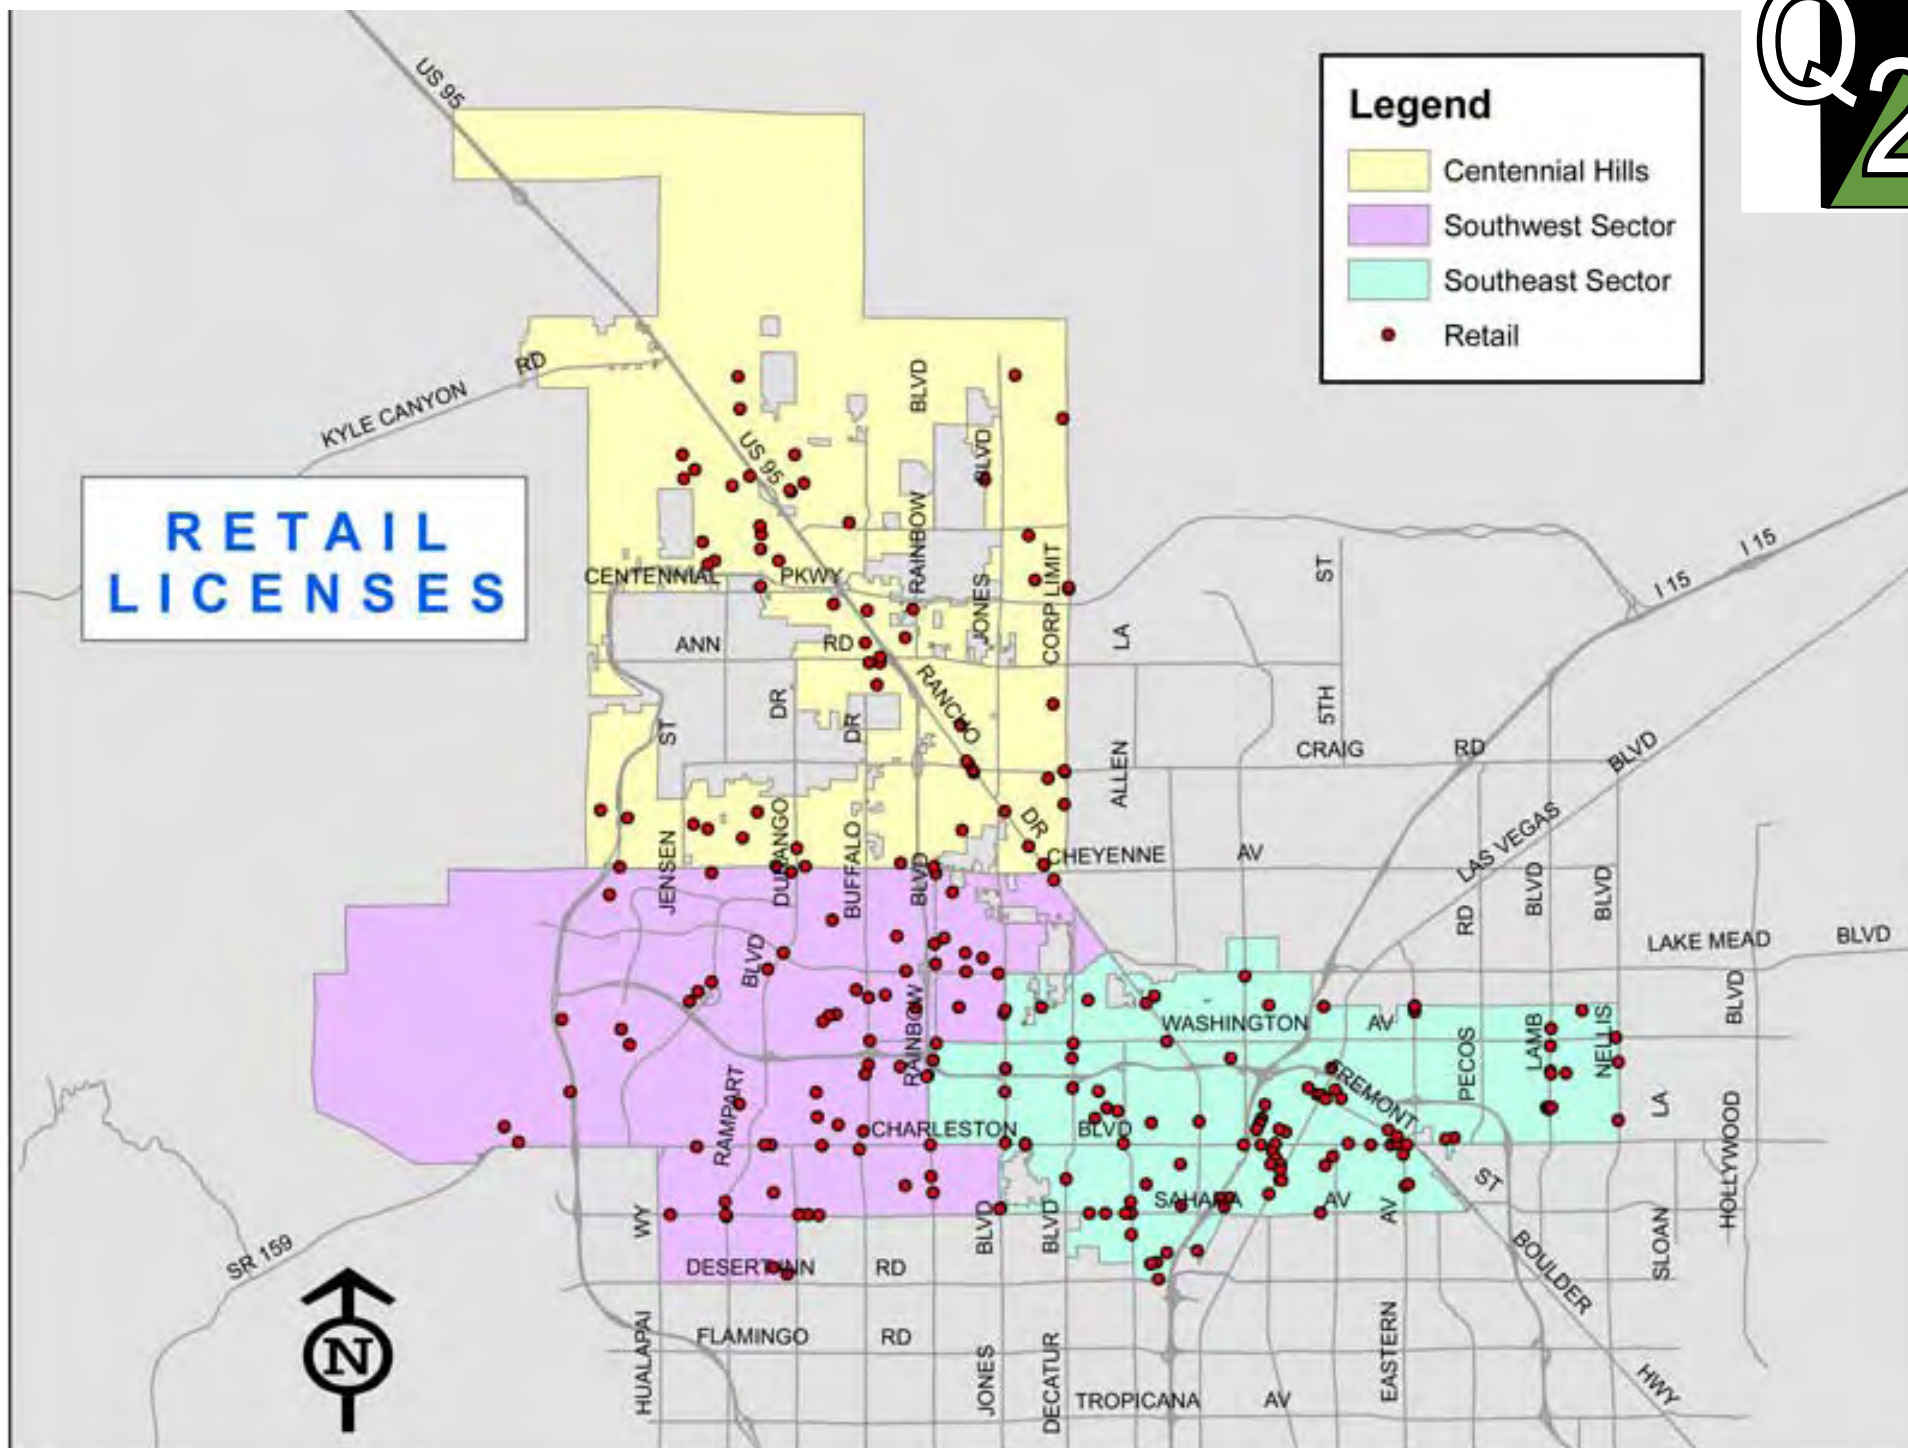 Q
2
US 95
Legend
Centennial Hills
Southwest Sector
Southeast Sector
Retail
KYLE CANYON RD
RETAIL
LICENSES
US 95
BLVD
BLVD
RAINBOW
JONES
CORP LIMIT
CENTENNIAL PKWY
ANN RD
LA
ST
I 15
I 15
RANCHO
DR
ST
DR
DR
5TH
ALLEN
CRAIG RD
BLVD
LAS VEGAS
JENSEN
DURANGO
BUFFALO
BLVD
CHEYENNE AV
RD
BLVD
BLVD
LAKE MEAD BLVD
BLVD
BLVD
RAINBOW
WASHINGTON AV
PECOS
LAMB
NELLIS
FREMONT
ST
RAMPART
CHARLESTON BLVD
LA
HOLLYWOOD
SAHARA AV
AV
WY
BLVD
BLVD
SR 159
DESERT INN RD
BOULDER
HWY
SLOAN
N
HUALAPAI
FLAMINGO RD
JONES
DECATUR
EASTERN
TROPICANA AV